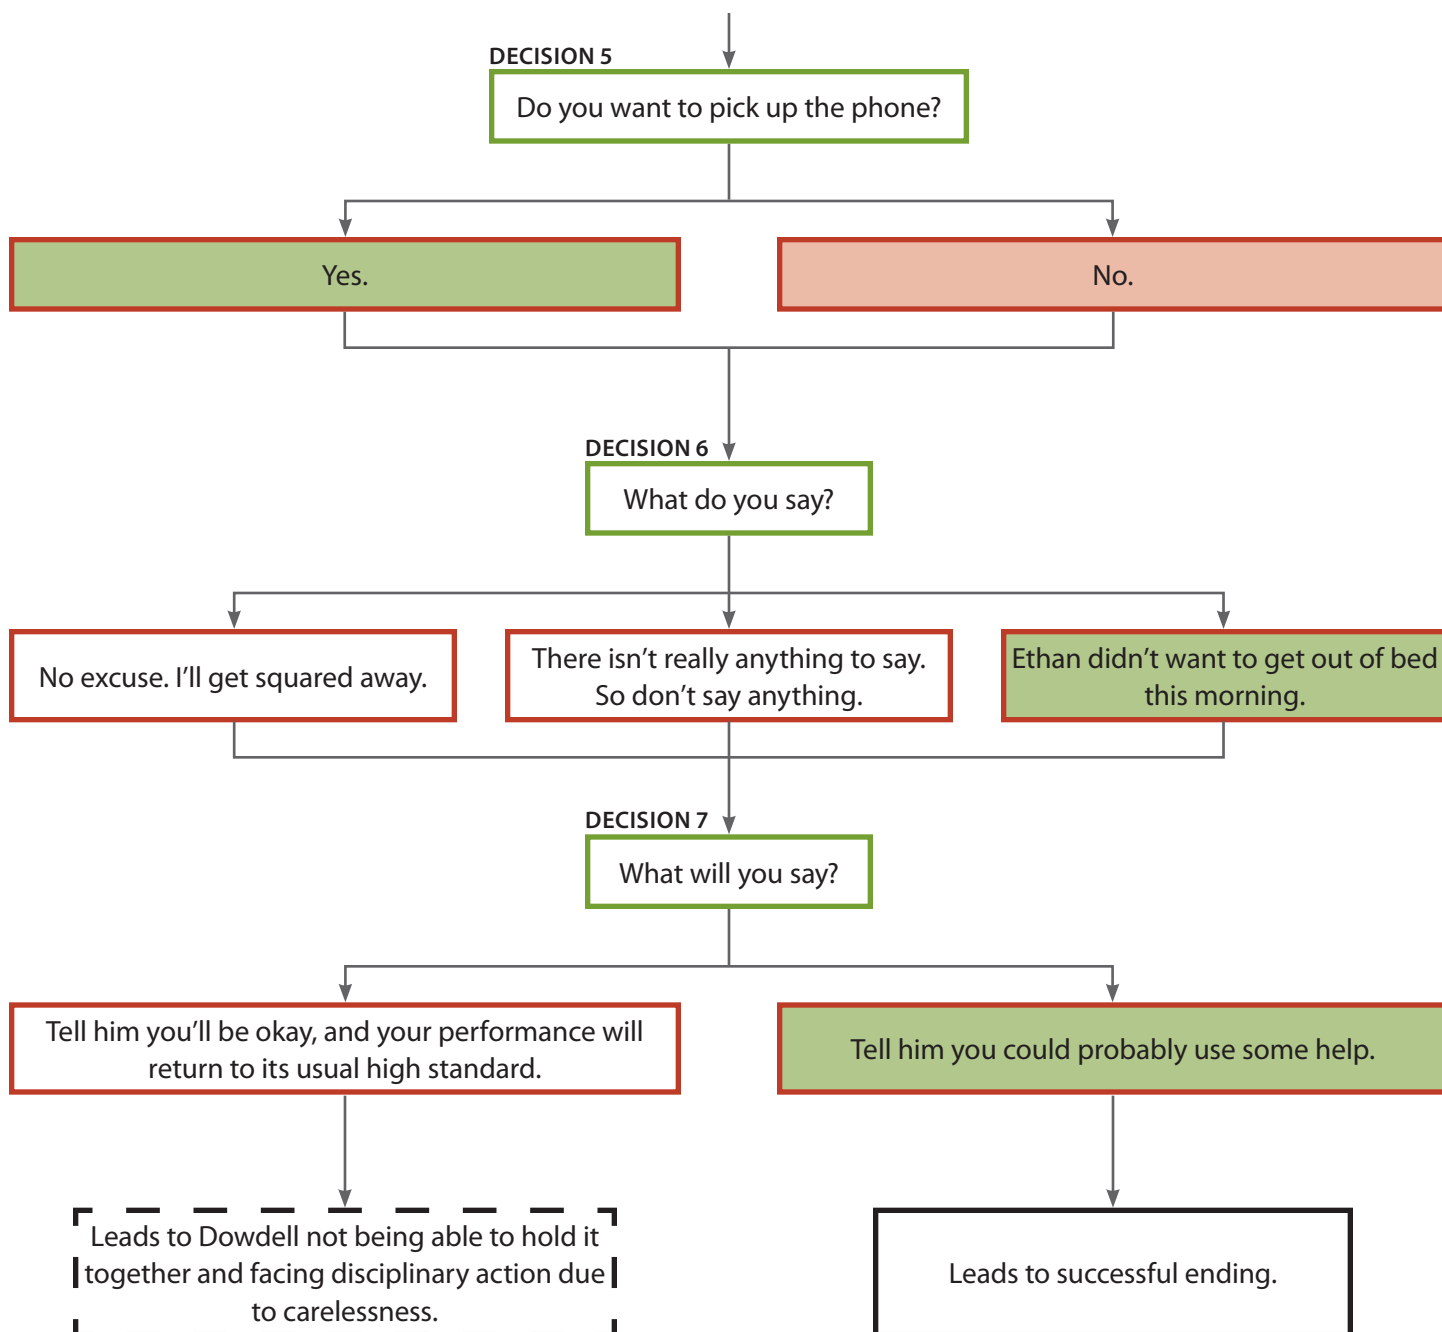 DECISION 5
Do you want to pick up the phone?
Yes.
No.
DECISION 6
What do you say?
No excuse. I'll get squared away.
There isn't really anything to say.
So don't say anything.
Ethan didn't want to get out of bed
this morning.
DECISION 7
What will you say?
Tell him you'll be okay, and your performance will
return to its usual high standard.
Tell him you could probably use some help.
Leads to Dowdell not being able to hold it
together and facing disciplinary action due
to carelessness.
Leads to successful ending.